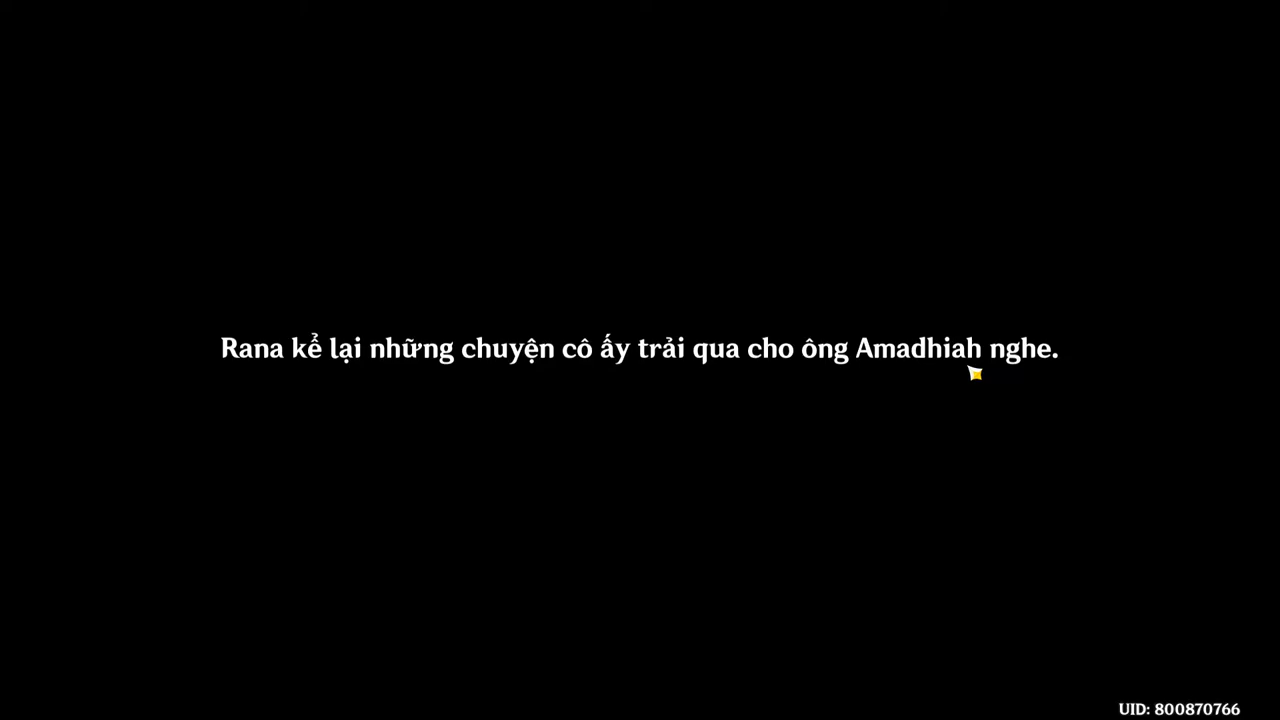 Rana kể lại những chuyện cô ấy trải qua cho ông Amadhiah nghe.
UID: 800870766